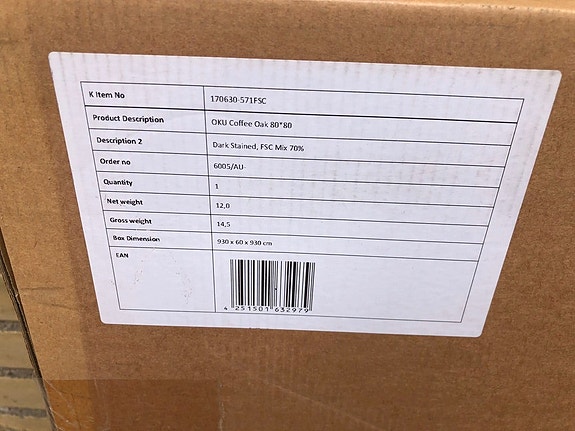 K Item No 170630-571FSC
Product Description OKU Coffee Oak 80*80
Description 2 Dark Stained, FSC Mix 70%
Order no 6005/AU-
Quantity 1
Net weight 12,0
Gross weight 14,5
Box Dimension 930 x 60 x 930 cm
EAN
4 251501 632979